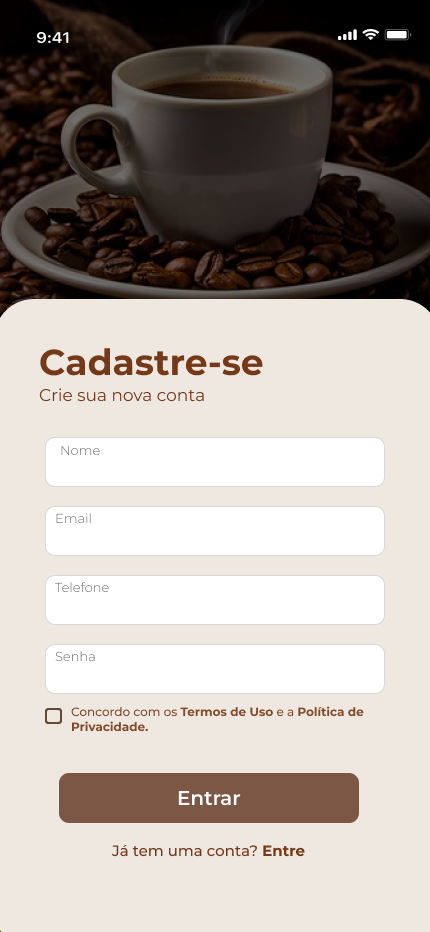 9:41
Cadastre-se
Crie sua nova conta
Nome
Email
Telefone
Senha
Concordo com os Termos de Uso e a Política de
Privacidade.
Entrar
Já tem uma conta? Entre